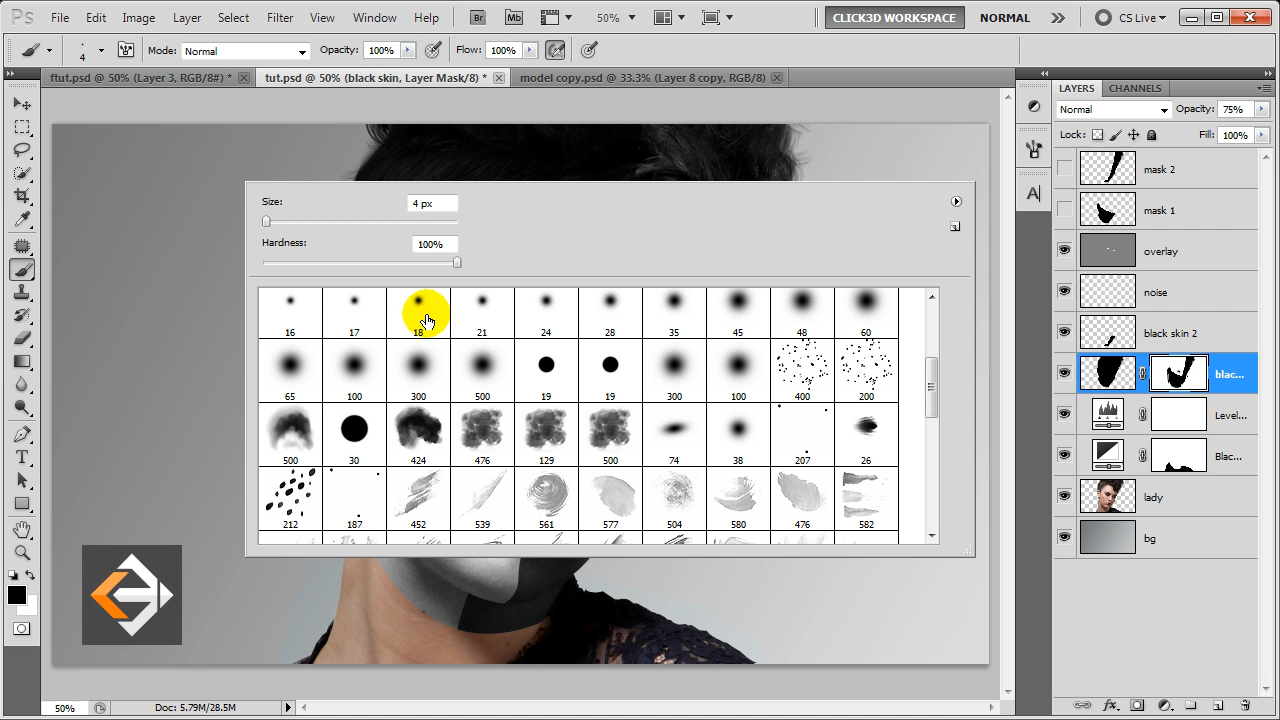 Ps File Edit Image Layer Select Filter View Window Help Br Mb 50% CLICK3D WORKSPACE NORMAL CS Live
4 Mode: Normal Opacity: 100% Flow: 100%
ftut.psd @ 50% (Layer 3, RGB/8#) * tut.psd @ 50% (black skin, Layer Mask/8) * model copy.psd @ 33.3% (Layer 8 copy, RGB/8)
LAYERS CHANNELS
Normal Opacity: 75%
Lock: Fill: 100%
mask 2
mask 1
overlay
noise
black skin 2
blac...
Level...
Blac...
lady
bg
Size: 4 px
Hardness: 100%
16 17 18 21 24 28 35 45 48 60
65 100 300 500 19 19 300 100 400 200
500 30 424 476 129 500 74 38 207 26
212 187 452 539 561 577 504 580 476 582
50% Doc: 5.79M/28.5M